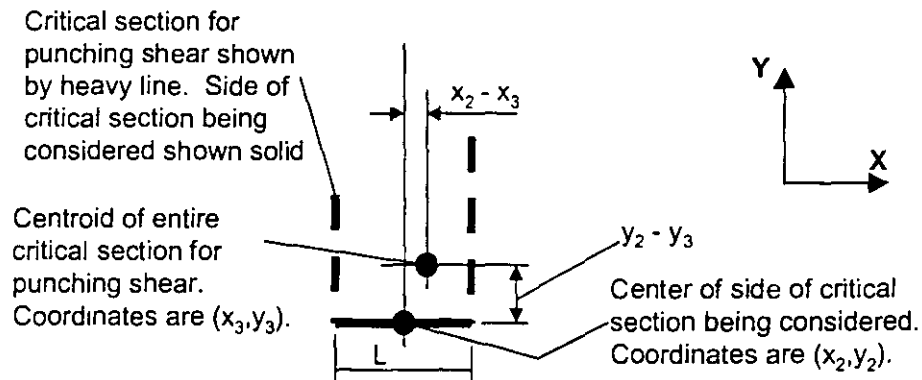 Critical section for
punching shear shown
by heavy line. Side of
critical section being
considered shown solid
x₂ - x₃
Y
X
Centroid of entire
critical section for
punching shear.
Coordinates are (x₃,y₃).
y₂ - y₃
Center of side of critical
section being considered.
Coordinates are (x₂,y₂).
L